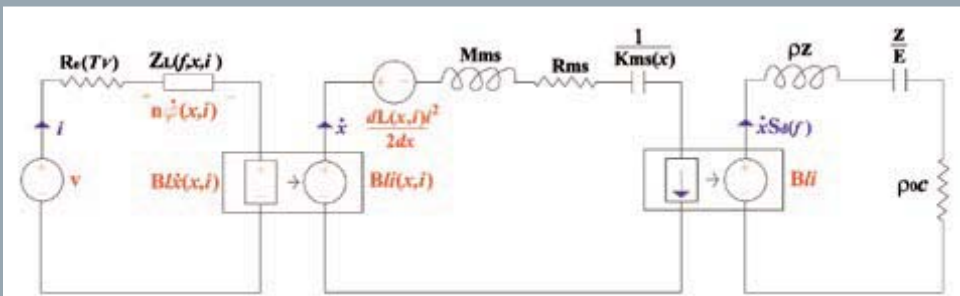 Re(Tv)
ZL(f,x,i)
i
v
Blẋ(x,i)
ẋ
Bli(x,i)
dL(x,i)i²
2dx
Mms
Rms
1
Kms(x)
ẋSd(f)
Bli
ρz
z
E
ρ0c